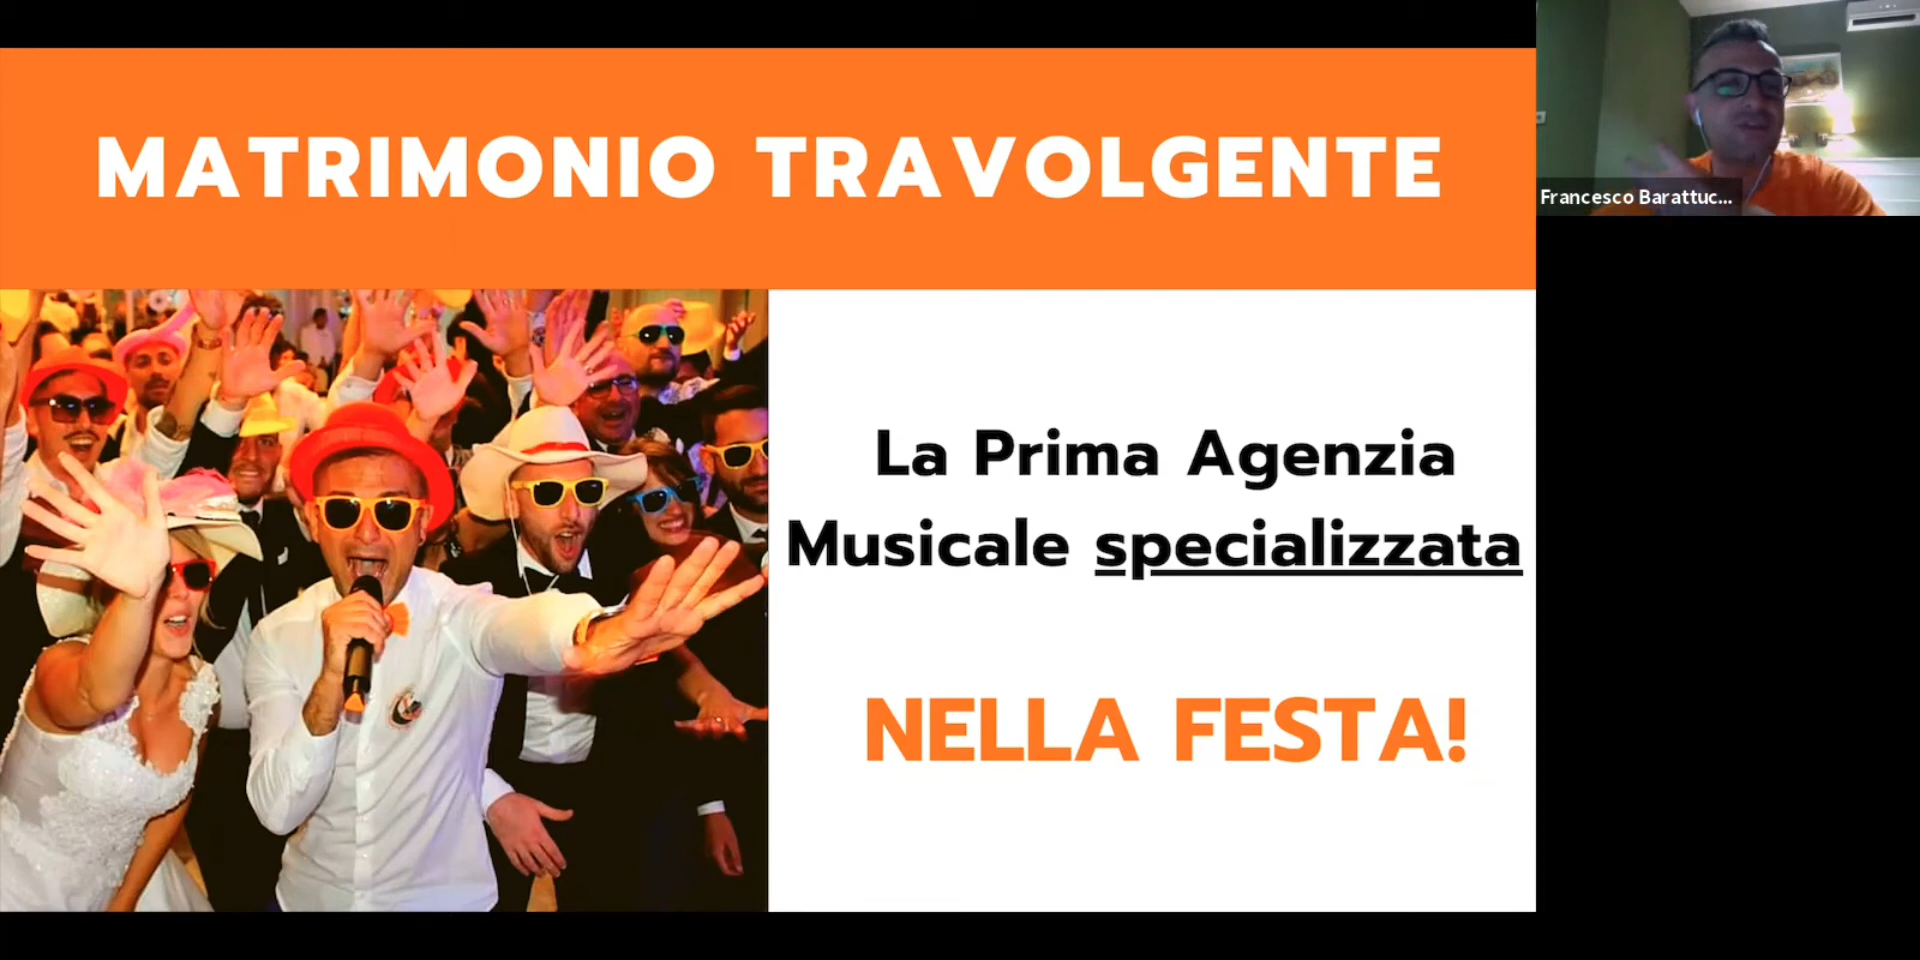 MATRIMONIO TRAVOLGENTE
Francesco Barattuc...
La Prima Agenzia
Musicale specializzata
NELLA FESTA!